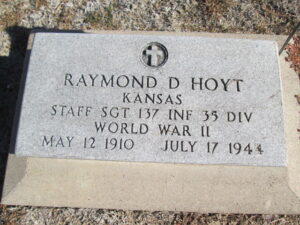 RAYMOND D HOYT
KANSAS
STAFF SGT 137 INF 35 DIV
WORLD WAR II
MAY 12 1910 JULY 17 1944